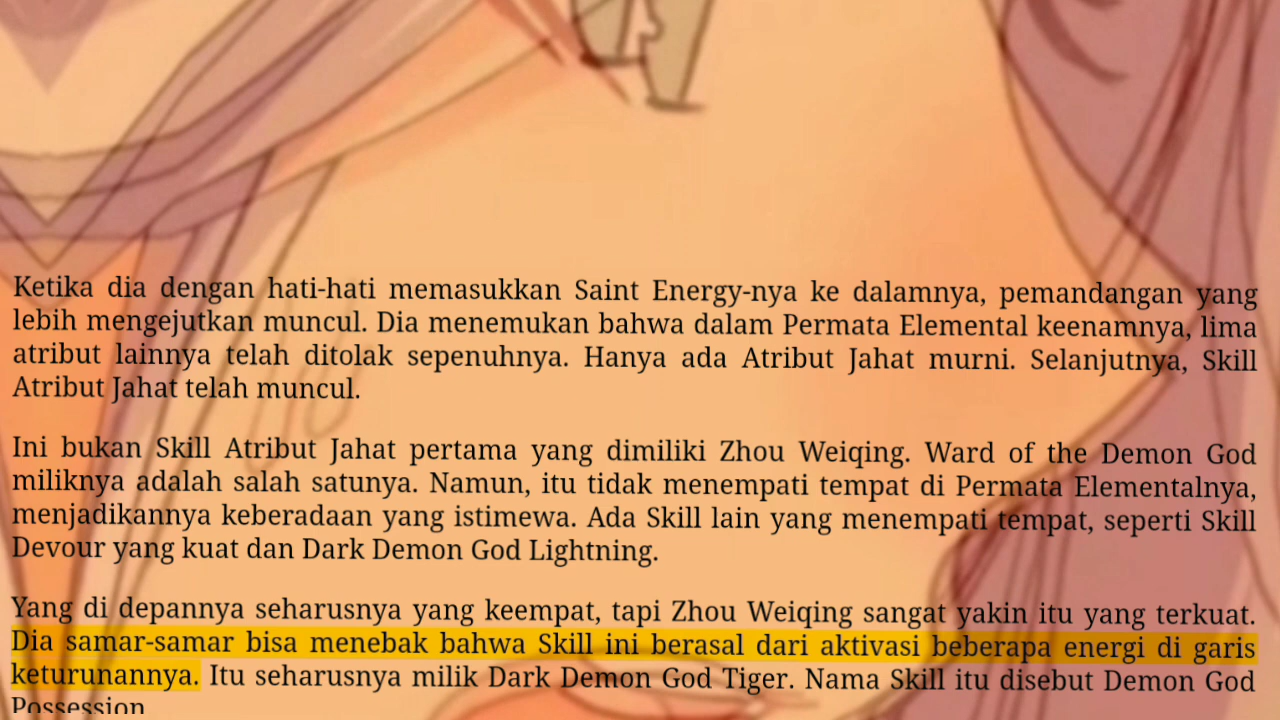 Ketika dia dengan hati-hati memasukkan Saint Energy-nya ke dalamnya, pemandangan yang
lebih mengejutkan muncul. Dia menemukan bahwa dalam Permata Elemental keenamnya, lima
atribut lainnya telah ditolak sepenuhnya. Hanya ada Atribut Jahat murni. Selanjutnya, Skill
Atribut Jahat telah muncul.
Ini bukan Skill Atribut Jahat pertama yang dimiliki Zhou Weiqing. Ward of the Demon God
miliknya adalah salah satunya. Namun, itu tidak menempati tempat di Permata Elementalnya,
menjadikannya keberadaan yang istimewa. Ada Skill lain yang menempati tempat, seperti Skill
Devour yang kuat dan Dark Demon God Lightning.
Yang di depannya seharusnya yang keempat, tapi Zhou Weiqing sangat yakin itu yang terkuat.
Dia samar-samar bisa menebak bahwa Skill ini berasal dari aktivasi beberapa energi di garis
keturunannya. Itu seharusnya milik Dark Demon God Tiger. Nama Skill itu disebut Demon God
Possession